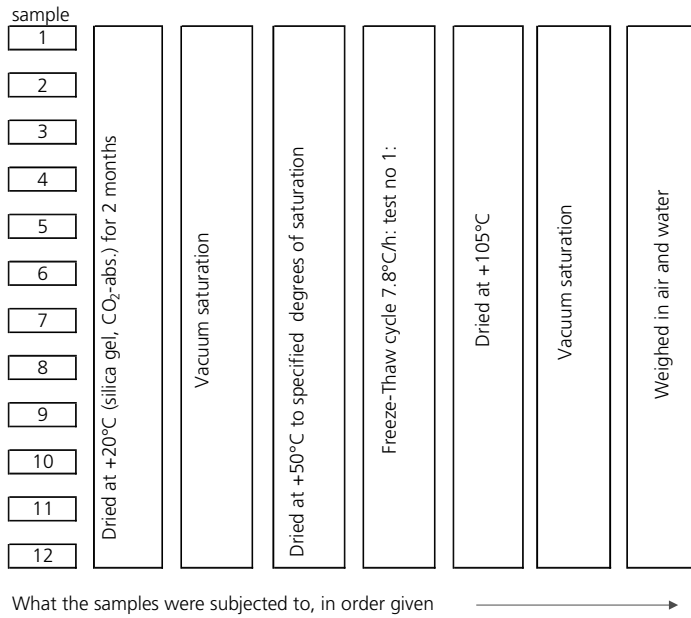 sample
1
2
3
4
5
6
7
8
9
10
11
12
Dried at +20°C (silica gel, CO₂-abs.) for 2 months
Vacuum saturation
Dried at +50°C to specified degrees of saturation
Freeze-Thaw cycle 7.8°C/h: test no 1:
Dried at +105°C
Vacuum saturation
Weighed in air and water
What the samples were subjected to, in order given